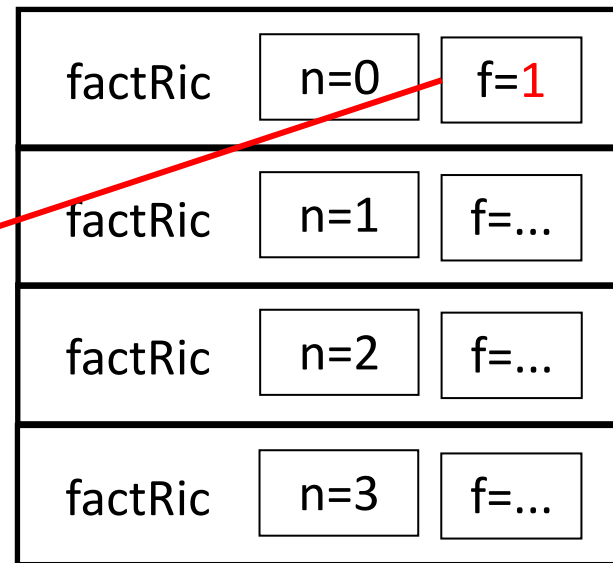 factRic n=0 f=1
factRic n=1 f=...
factRic n=2 f=...
factRic n=3 f=...